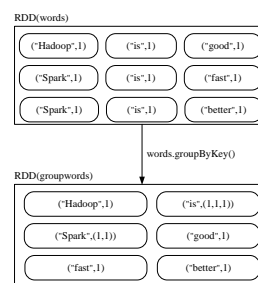 RDD(words)
("Hadoop",1) ("is",1) ("good",1)
("Spark",1) ("is",1) ("fast",1)
("Spark",1) ("is",1) ("better",1)
words.groupByKey()
RDD(groupwords)
("Hadoop",1) ("is",(1,1,1))
("Spark",(1,1)) ("good",1)
("fast",1) ("better",1)